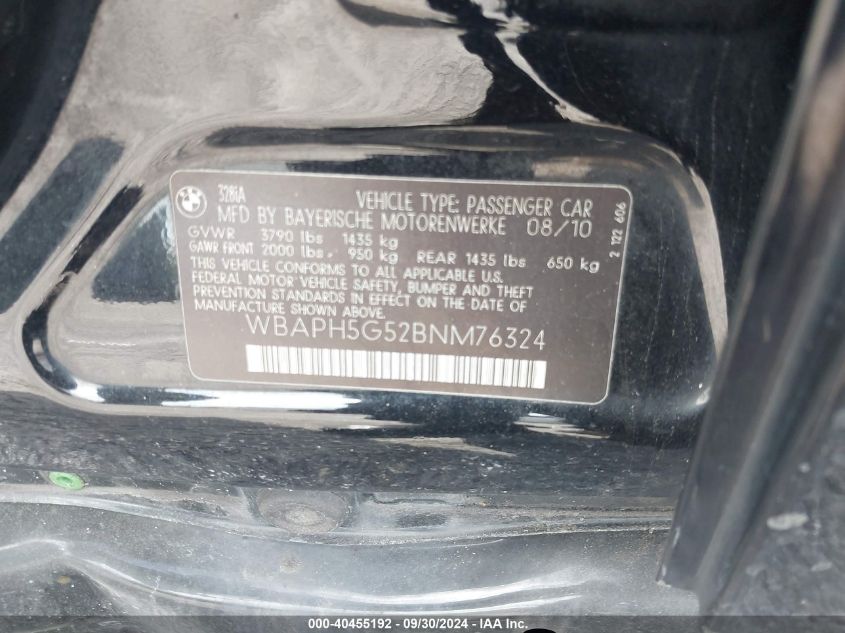 BMW
328iA
VEHICLE TYPE: PASSENGER CAR
MFD BY BAYERISCHE MOTORENWERKE 08/10
GVWR 3790 lbs 1435 kg
GAWR FRONT 2000 lbs 950 kg REAR 1435 lbs 650 kg
THIS VEHICLE CONFORMS TO ALL APPLICABLE U.S.
FEDERAL MOTOR VEHICLE SAFETY, BUMPER AND THEFT
PREVENTION STANDARDS IN EFFECT ON THE DATE OF
MANUFACTURE SHOWN ABOVE.
WBAPH5G52BNM76324
2 122 606
000-40455192 - 09/30/2024 - IAA Inc.